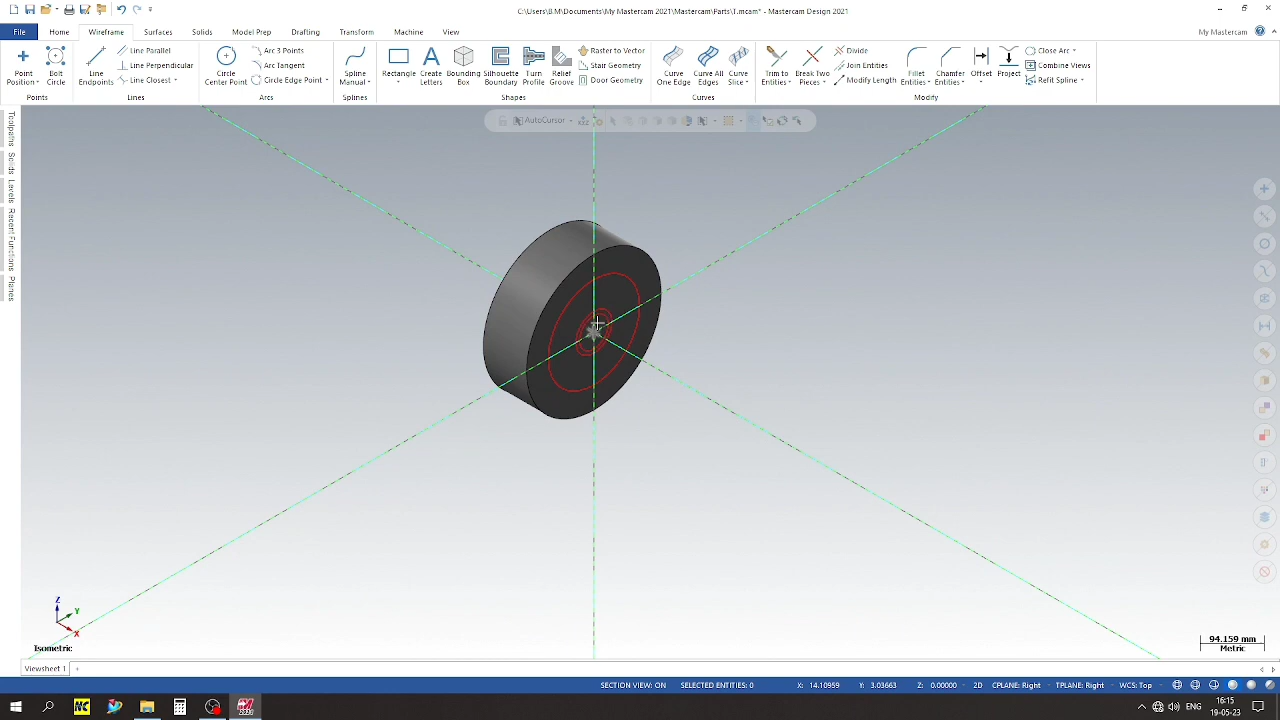 C:\Users\B.M\Documents\My Mastercam 2021\Mastercam\Parts\T.mcam* - Mastercam Design 2021
File
Home
Wireframe
Surfaces
Solids
Model Prep
Drafting
Transform
Machine
View
My Mastercam
Point Position
Bolt Circle
Points
Line Endpoints
Line Parallel
Line Perpendicular
Line Closest
Lines
Circle Center Point
Arc 3 Points
Arc Tangent
Circle Edge Point
Arcs
Spline Manual
Splines
Rectangle
Create Letters
Bounding Box
Silhouette Boundary
Turn Profile
Relief Groove
Raster to Vector
Stair Geometry
Door Geometry
Shapes
Curve One Edge
Curve All Edges
Curve Slice
Curves
Trim to Entities
Break Two Pieces
Divide
Join Entities
Modify Length
Fillet Entities
Chamfer Entities
Offset
Project
Close Arc
Combine Views
Refit Spline
Modify
AutoCursor
Toolpaths
Solids
Levels
Recent Functions
Planes
Z
Y
X
Isometric
94.159 mm
Metric
Viewsheet 1
SECTION VIEW: ON
SELECTED ENTITIES: 0
X: 14.10959
Y: 3.03663
Z: 0.00000
2D
CPLANE: Right
TPLANE: Right
WCS: Top
ENG
16:15
19-05-23